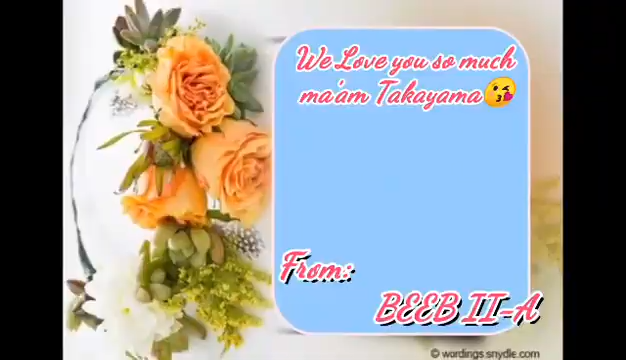 We Love you so much
ma'am Takayama😘
From:
BEEB II-A
© wordings.snydle.com